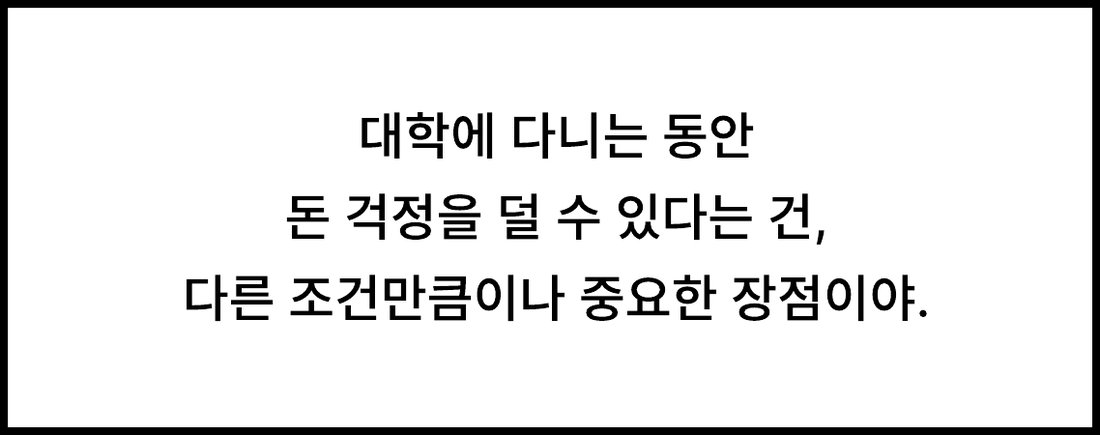 대학에 다니는 동안
돈 걱정을 덜 수 있다는 건,
다른 조건만큼이나 중요한 장점이야.